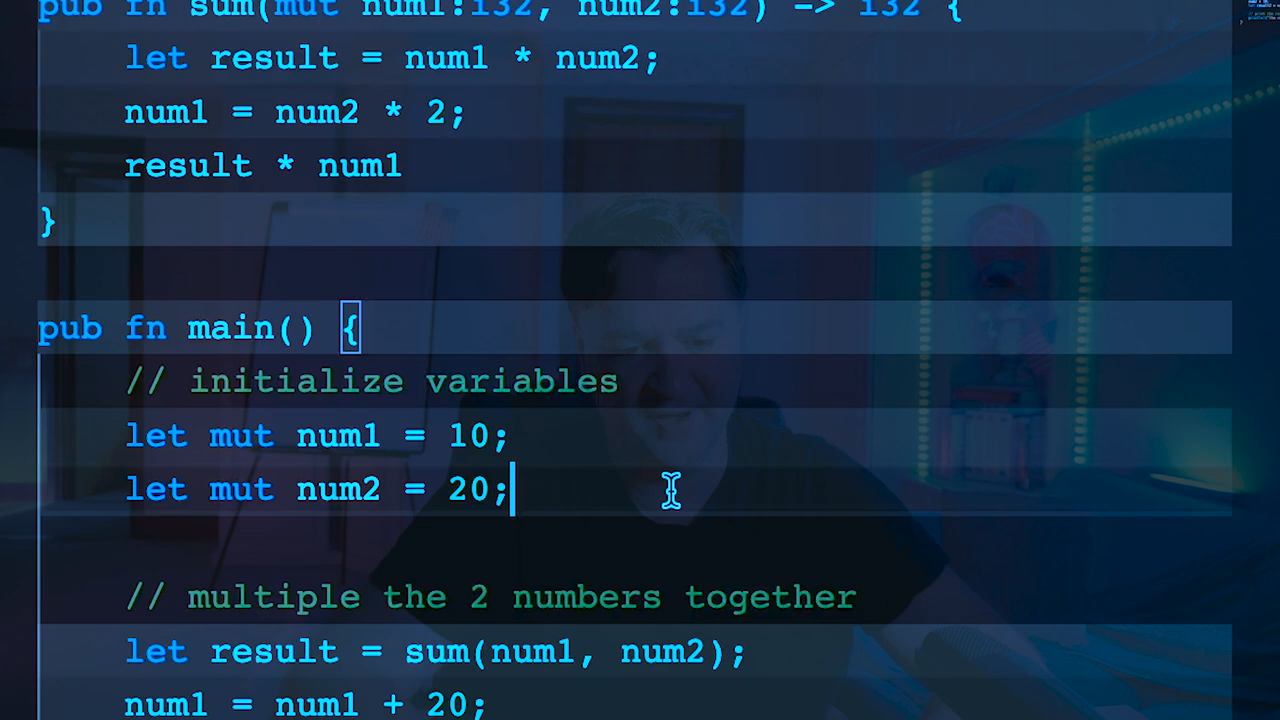 pub fn sum(mut num1:i32, num2:i32) -> i32 {
let result = num1 * num2;
num1 = num2 * 2;
result * num1
}
pub fn main() {
// initialize variables
let mut num1 = 10;
let mut num2 = 20;
// multiple the 2 numbers together
let result = sum(num1, num2);
num1 = num1 + 20;